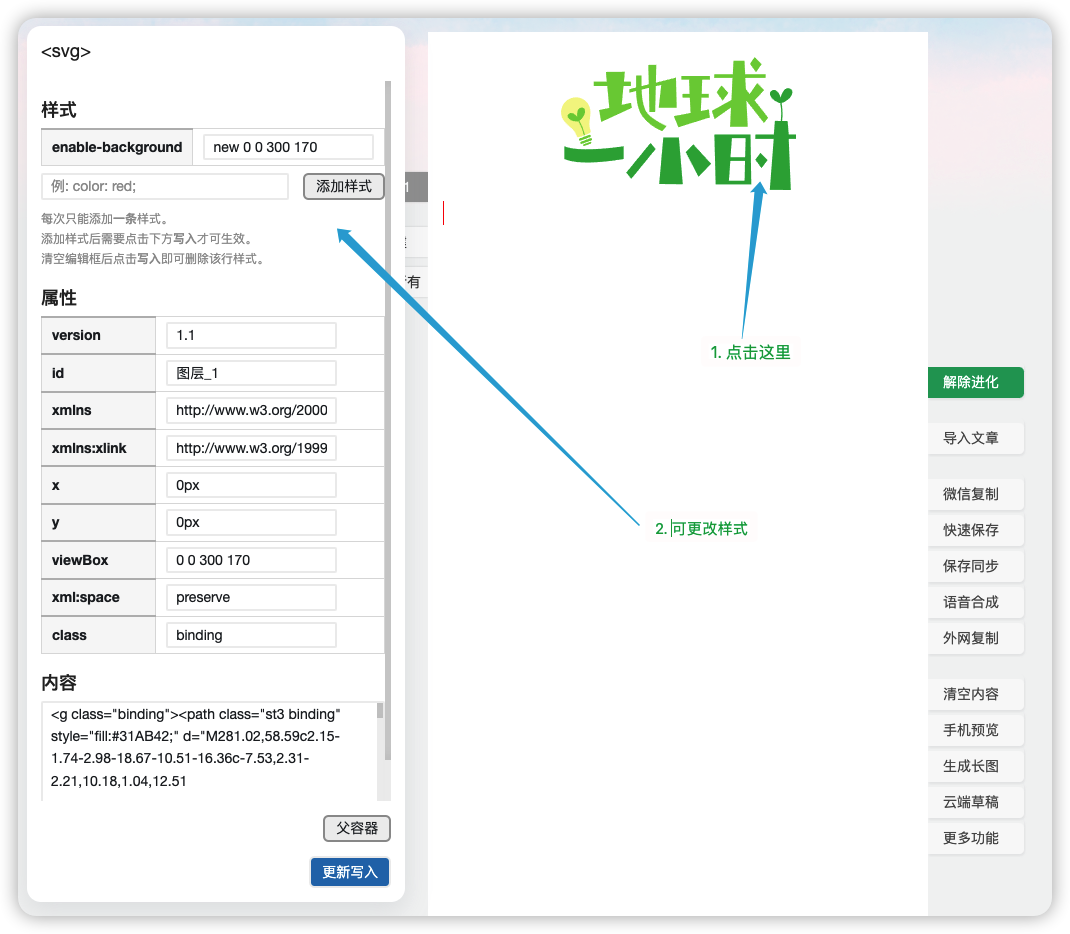 <svg>
样式
enable-background new 0 0 300 170
例: color: red; 添加样式
每次只能添加一条样式。
添加样式后需要点击下方写入才可生效。
清空编辑框后点击写入即可删除该行样式。
属性
version 1.1
id 图层_1
xmlns http://www.w3.org/2000
xmlns:xlink http://www.w3.org/1999
x 0px
y 0px
viewBox 0 0 300 170
xml:space preserve
class binding
内容
<g class="binding"><path class="st3 binding"
style="fill:#31AB42;" d="M281.02,58.59c2.15-
1.74-2.98-18.67-10.51-16.36c-7.53,2.31-
2.21,10.18,1.04,12.51
父容器
更新写入
1
有
地球
一小时
1. 点击这里
2. 可更改样式
解除进化
导入文章
微信复制
快速保存
保存同步
语音合成
外网复制
清空内容
手机预览
生成长图
云端草稿
更多功能